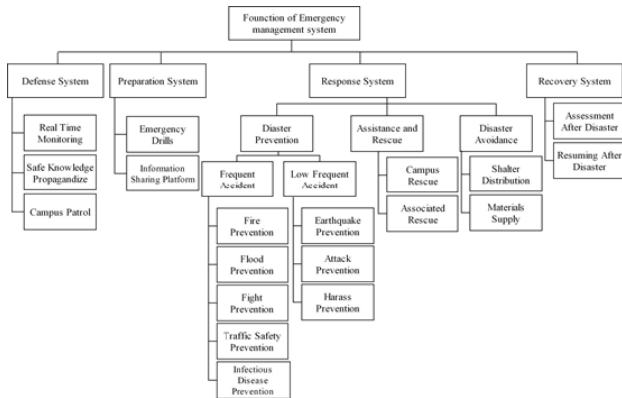 Founction of Emergency
management system
Defense System
Preparation System
Response System
Recovery System
Real Time
Monitoring
Safe Knowledge
Propagandize
Campus Patrol
Emergency
Drills
Information
Sharing Platform
Diaster
Prevention
Assistance and
Rescue
Disaster
Avoidance
Assessment
After Disaster
Resuming After
Disaster
Frequent
Accident
Low Frequent
Accident
Campus
Rescue
Associated
Rescue
Shalter
Distribution
Materials
Supply
Fire
Prevention
Flood
Prevention
Fight
Prevention
Traffic Safety
Prevention
Infectious
Disease
Prevention
Earthquake
Prevention
Attack
Prevention
Harass
Prevention